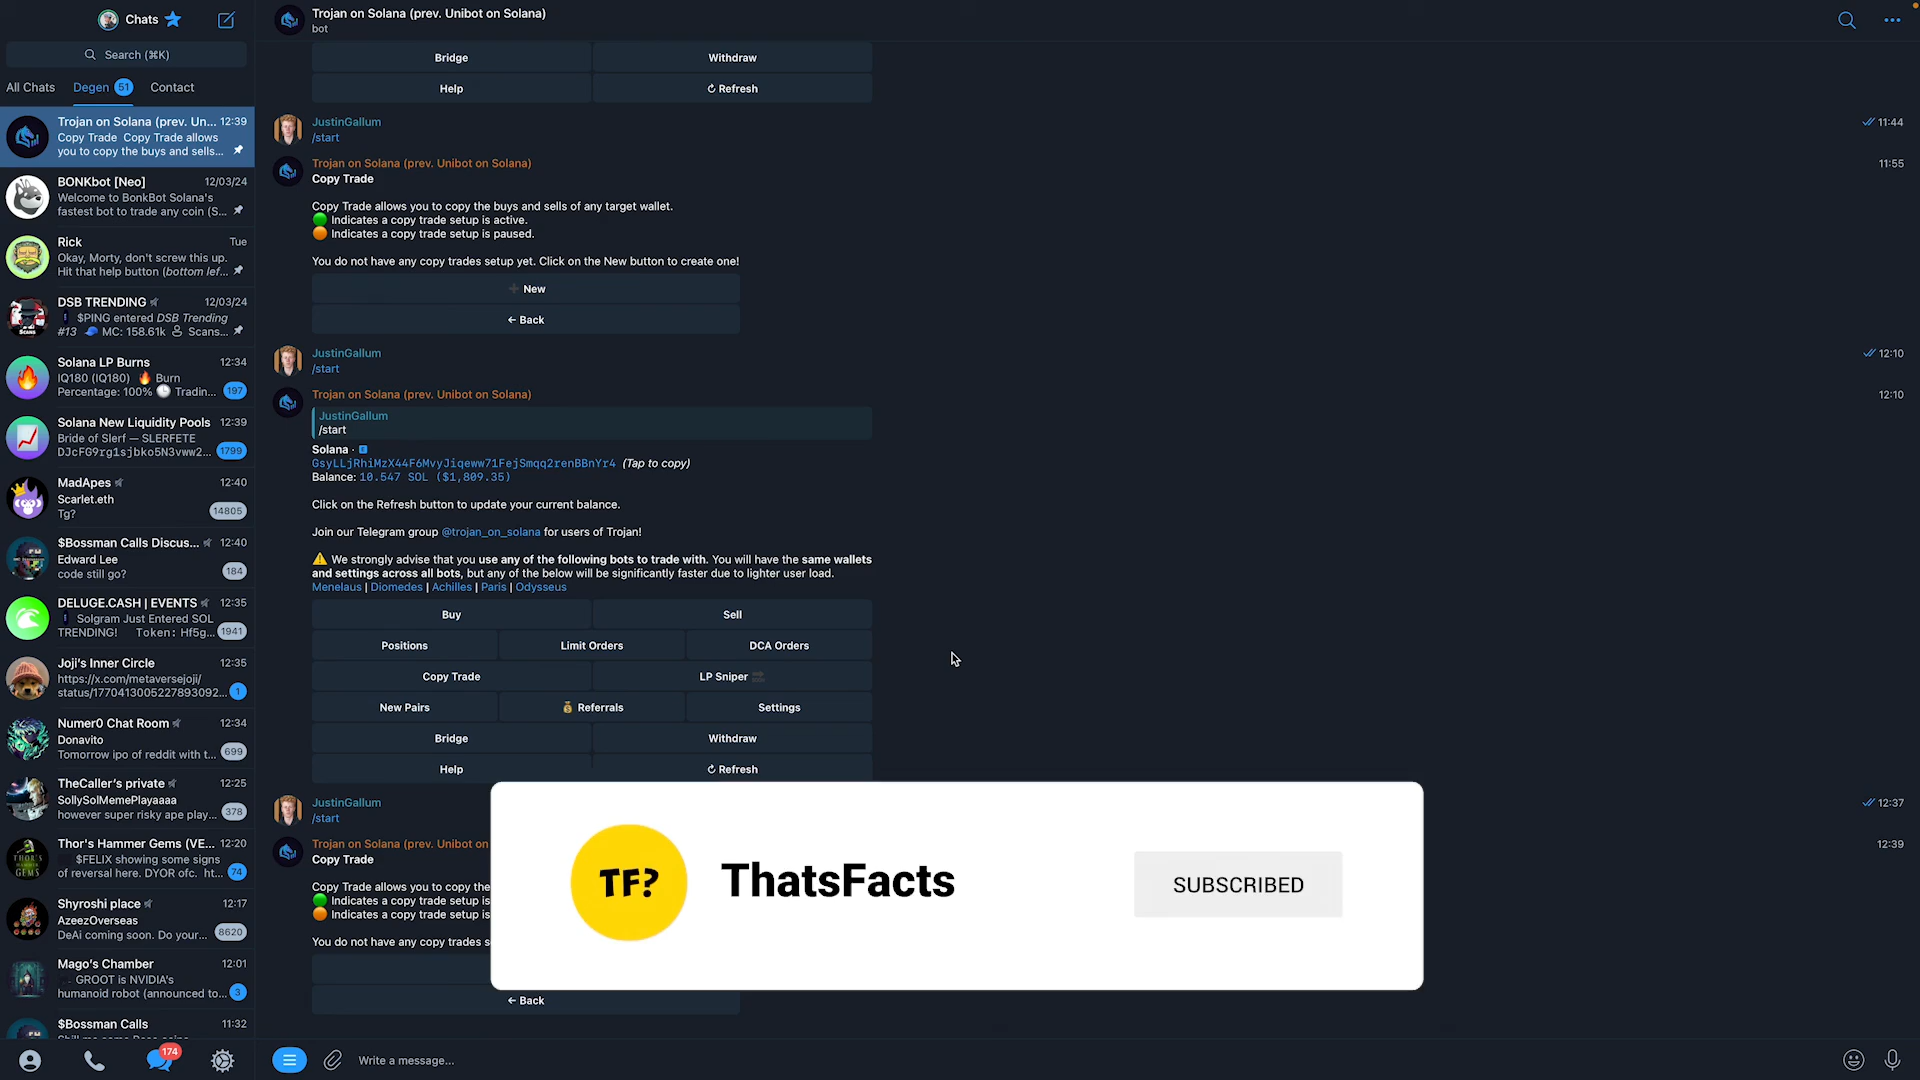 Chats
Search (⌘K)
All Chats
Degen 51
Contact
Trojan on Solana (prev. Un... 12:39
Copy Trade Copy Trade allows
you to copy the buys and sells...
BONKbot [Neo] 12/03/24
Welcome to BonkBot Solana's
fastest bot to trade any coin (S...
Rick Tue
Okay, Morty, don't screw this up.
Hit that help button (bottom lef...
DSB TRENDING 12/03/24
$PING entered DSB Trending
#13 MC: 158.61k Scans...
Solana LP Burns 12:34
IQ180 (IQ180) 🔥 Burn
Percentage: 100% Tradin... 197
Solana New Liquidity Pools 12:39
Bride of Slerf — SLERFETE
DJcFG9rg1sjbko5N3vww2... 1799
MadApes 12:40
Scarlet.eth
Tg? 14805
$Bossman Calls Discus... 12:40
Edward Lee
code still go? 184
DELUGE.CASH | EVENTS 12:35
Solgram Just Entered SOL
TRENDING! Token: Hf5g... 1941
Joji's Inner Circle 12:35
https://x.com/metaversejoji/
status/1770413005227893092... 1
Numer0 Chat Room 12:34
Donavito
Tomorrow ipo of reddit with t... 699
TheCaller's private 12:25
SollySolMemePlayaaaa
however super risky ape play... 378
Thor's Hammer Gems (VE... 12:20
$FELIX showing some signs
of reversal here. DYOR ofc. ht... 74
Shyroshi place 12:17
AzeezOverseas
DeAi coming soon. Do your... 8620
Mago's Chamber 12:01
GROOT is NVIDIA's
humanoid robot (announced to... 3
$Bossman Calls 11:32
174
Trojan on Solana (prev. Unibot on Solana)
bot
Bridge
Withdraw
Help
↻ Refresh
JustinGallum 11:44
/start
Trojan on Solana (prev. Unibot on Solana) 11:55
Copy Trade
Copy Trade allows you to copy the buys and sells of any target wallet.
🟢 Indicates a copy trade setup is active.
🟠 Indicates a copy trade setup is paused.
You do not have any copy trades setup yet. Click on the New button to create one!
➕ New
← Back
JustinGallum 12:10
/start
Trojan on Solana (prev. Unibot on Solana) 12:10
JustinGallum
/start
Solana ·
GsyLLjRhiMzX44F6MvyJiqeww71FejSmqq2renBBnYr4 (Tap to copy)
Balance: 10.547 SOL ($1,809.35)
Click on the Refresh button to update your current balance.
Join our Telegram group @trojan_on_solana for users of Trojan!
⚠️ We strongly advise that you use any of the following bots to trade with. You will have the same wallets
and settings across all bots, but any of the below will be significantly faster due to lighter user load.
Menelaus | Diomedes | Achilles | Paris | Odysseus
Buy
Sell
Positions
Limit Orders
DCA Orders
Copy Trade
LP Sniper
New Pairs
💰 Referrals
Settings
Bridge
Withdraw
Help
↻ Refresh
JustinGallum 12:37
/start
Trojan on Solana (prev. Unibot on 12:39
Copy Trade
Copy Trade allows you to copy the
🟢 Indicates a copy trade setup is
🟠 Indicates a copy trade setup is
You do not have any copy trades s
← Back
TF?
ThatsFacts
SUBSCRIBED
Write a message...